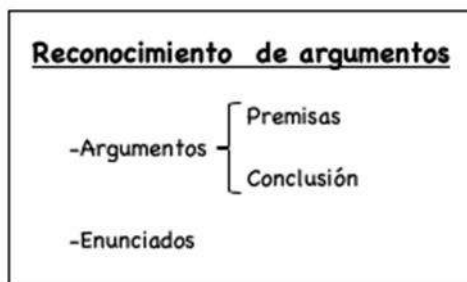 Reconocimiento de argumentos
Premisas
-Argumentos
Conclusión
-Enunciados